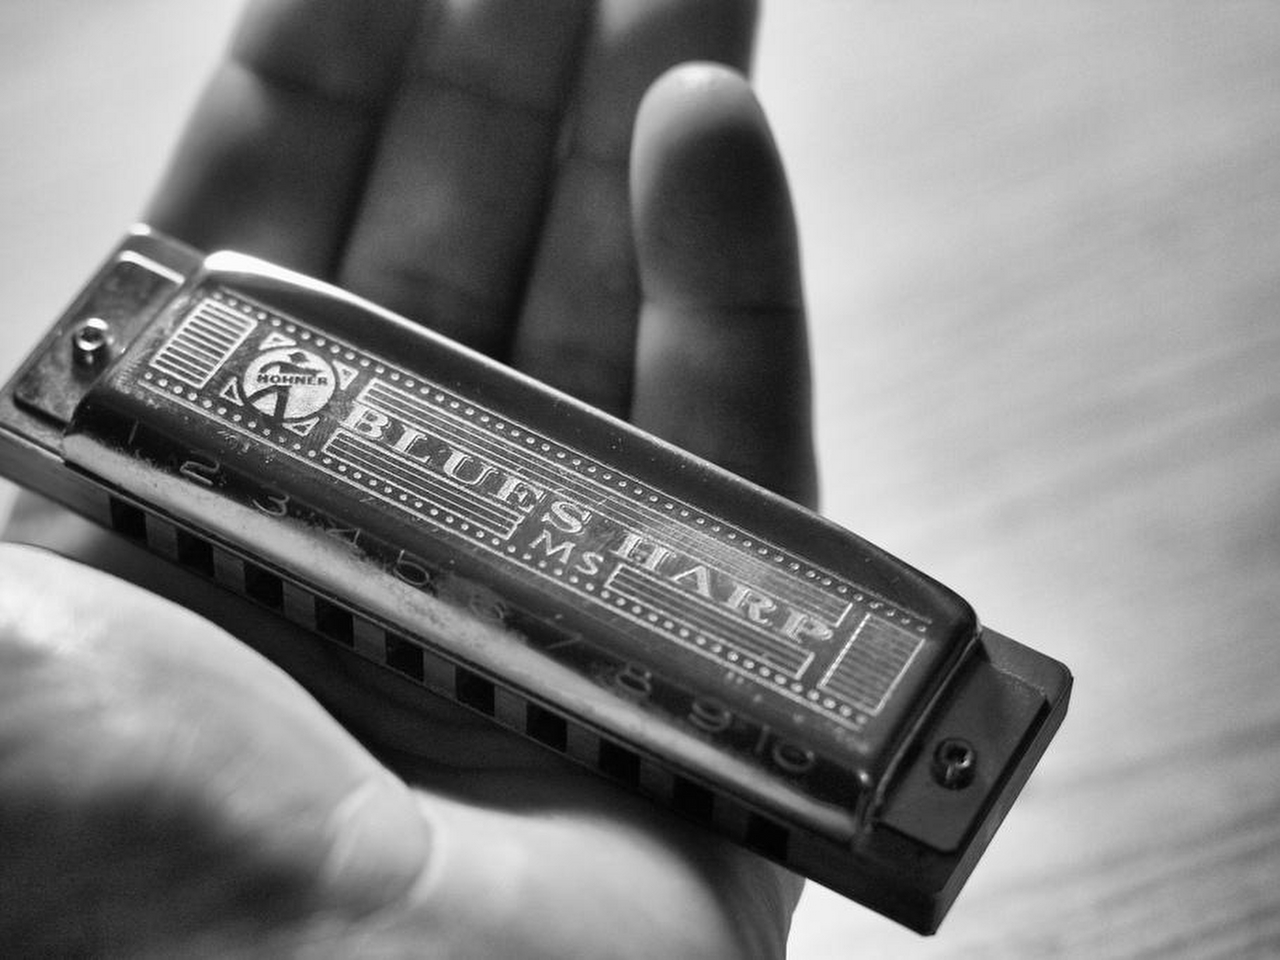 HOHNER
BLUES HARP
MS
1 2 3 4 5 6 7 8 9 10